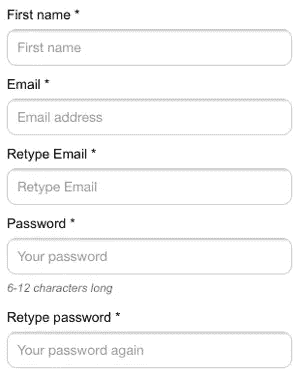 First name *
First name
Email *
Email address
Retype Email *
Retype Email
Password *
Your password
6-12 characters long
Retype password *
Your password again